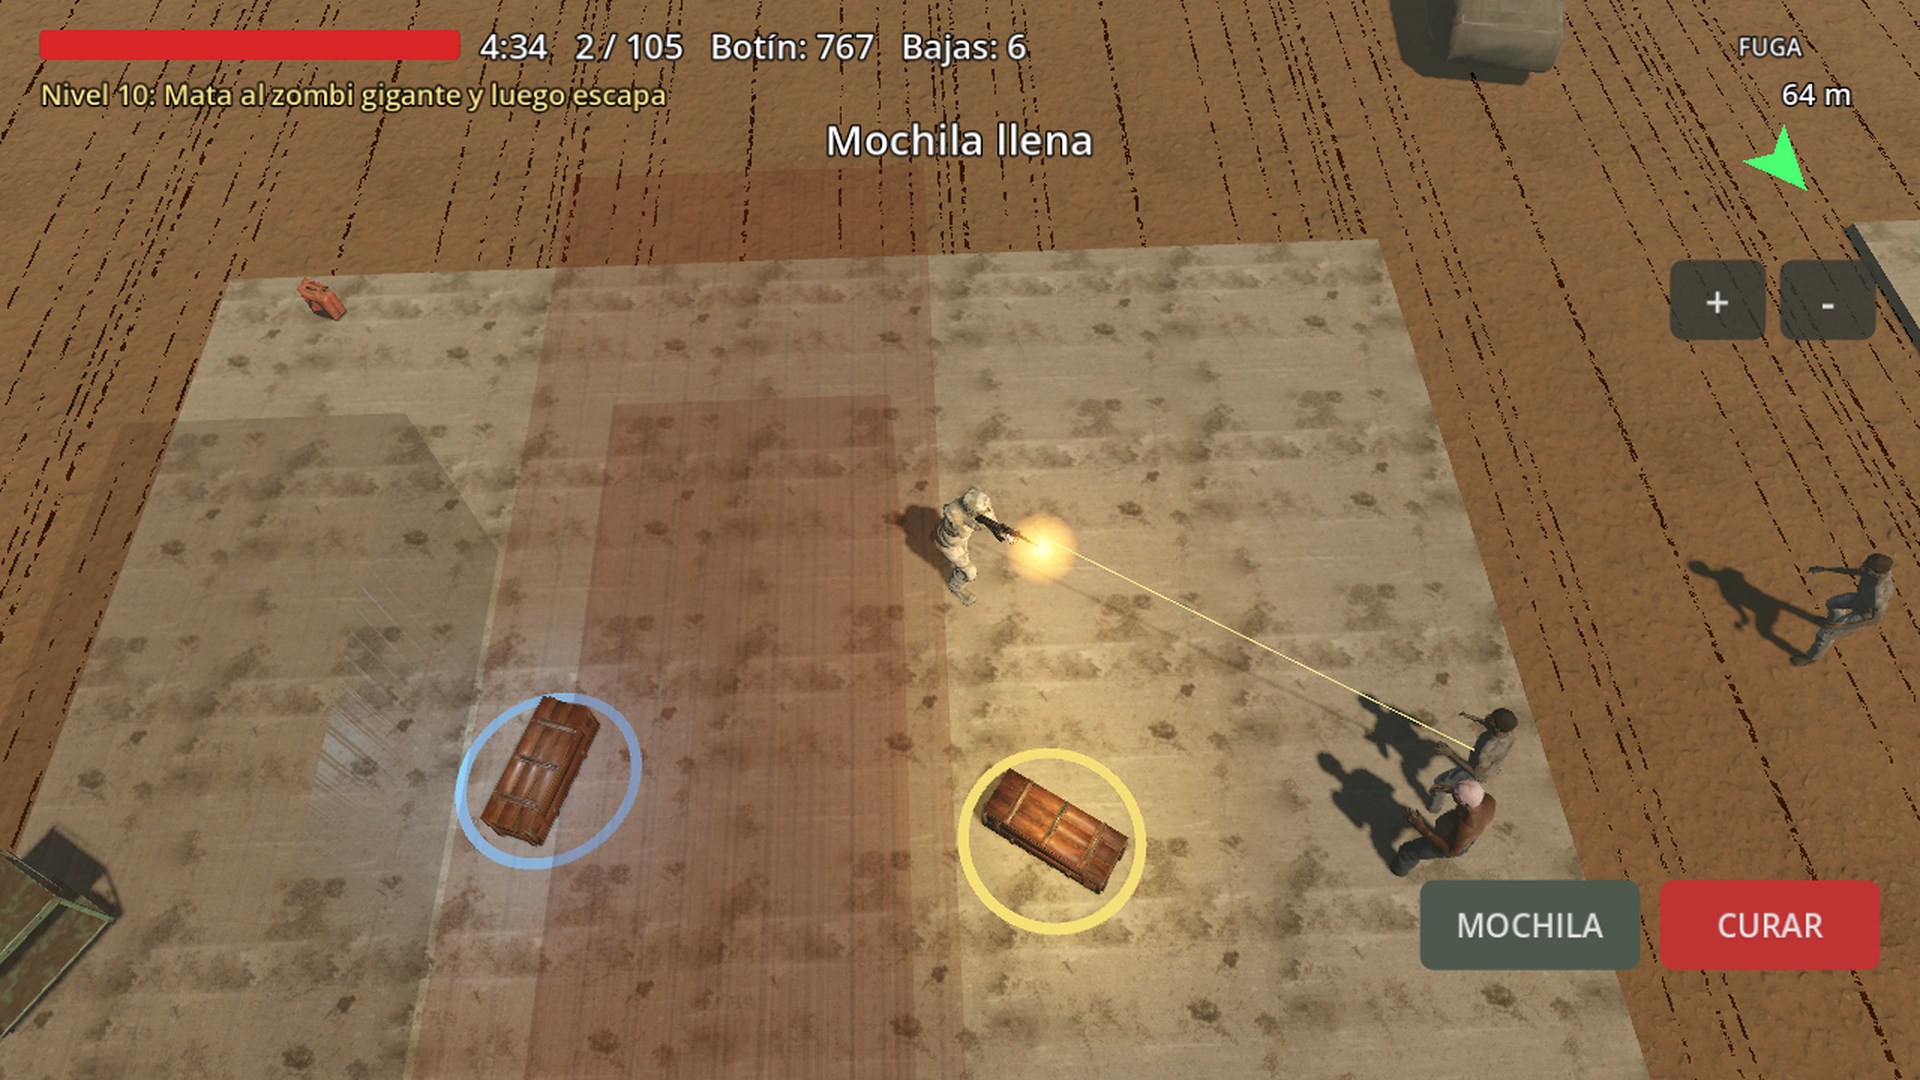 4:34 2 / 105 Botín: 767 Bajas: 6
FUGA
Nivel 10: Mata al zombi gigante y luego escapa
64 m
Mochila llena
+ -
MOCHILA CURAR